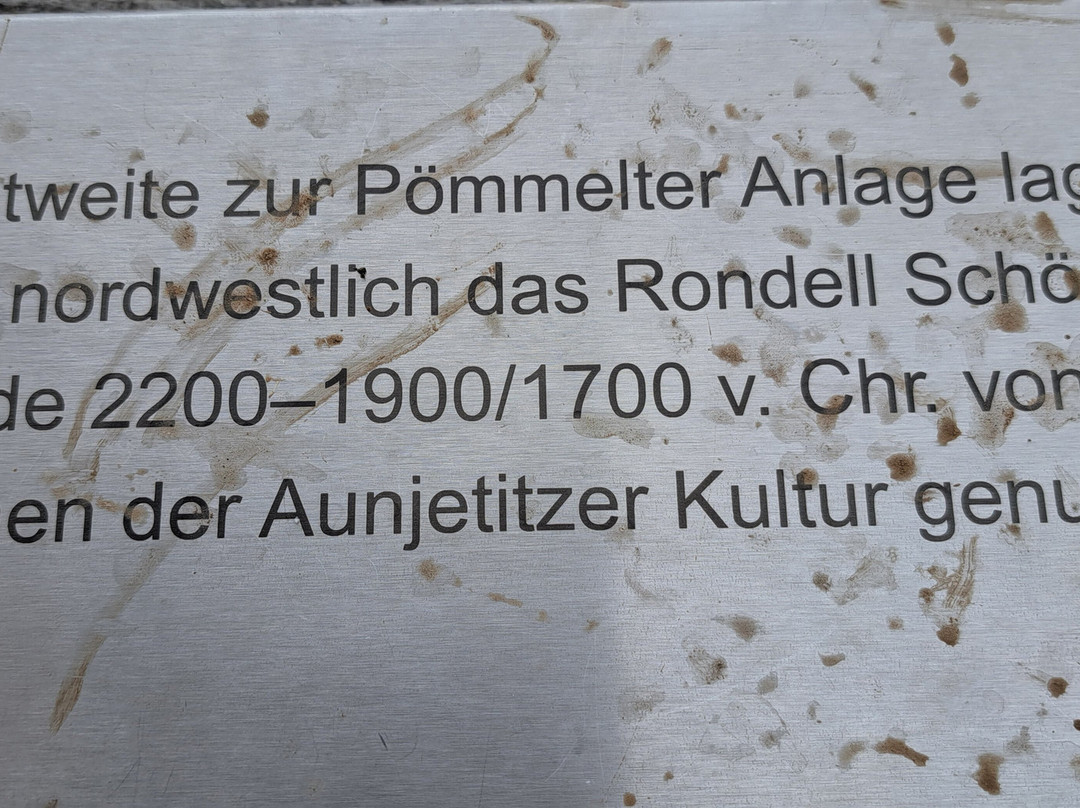 tweite zur Pömmelter Anlage lag
nordwestlich das Rondell Schö
de 2200–1900/1700 v. Chr. von
en der Aunjetitzer Kultur genu